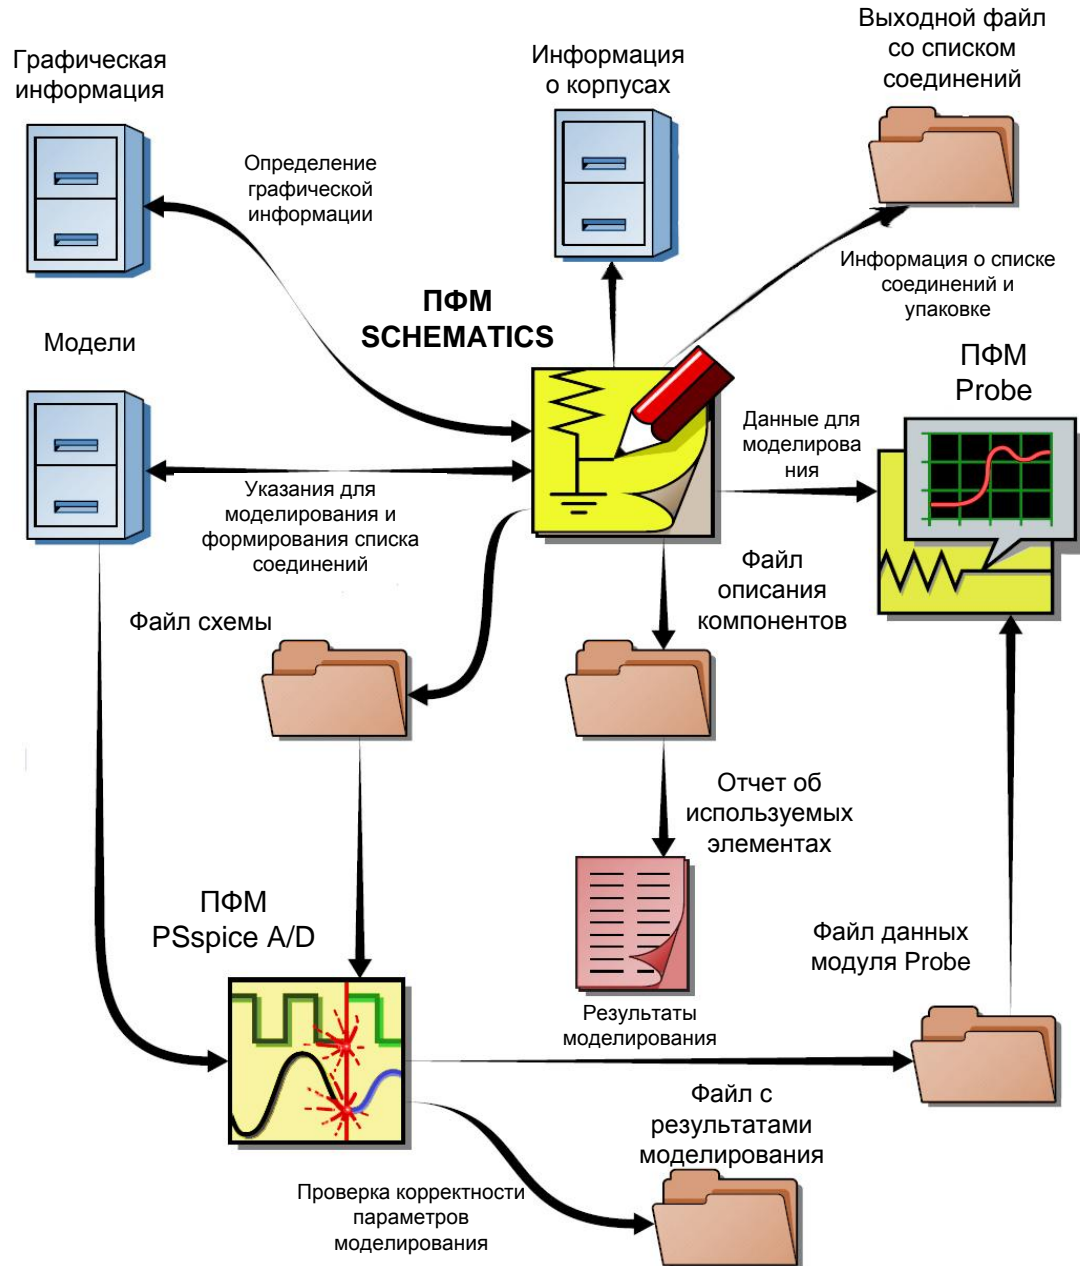 Выходной файл
со списком
соединений
Графическая
информация
Информация
о корпусах
Определение
графической
информации
Информация о списке
соединений и
упаковке
ПФМ
SCHEMATICS
Модели
ПФМ
Probe
Данные для
моделирова
ния
Указания для
моделирования и
формирования списка
соединений
Файл
описания
компонентов
Файл схемы
Отчет об
используемых
элементах
ПФМ
PSspice A/D
Файл данных
модуля Probe
Результаты
моделирования
Файл с
результатами
моделирования
Проверка корректности
параметров
моделирования